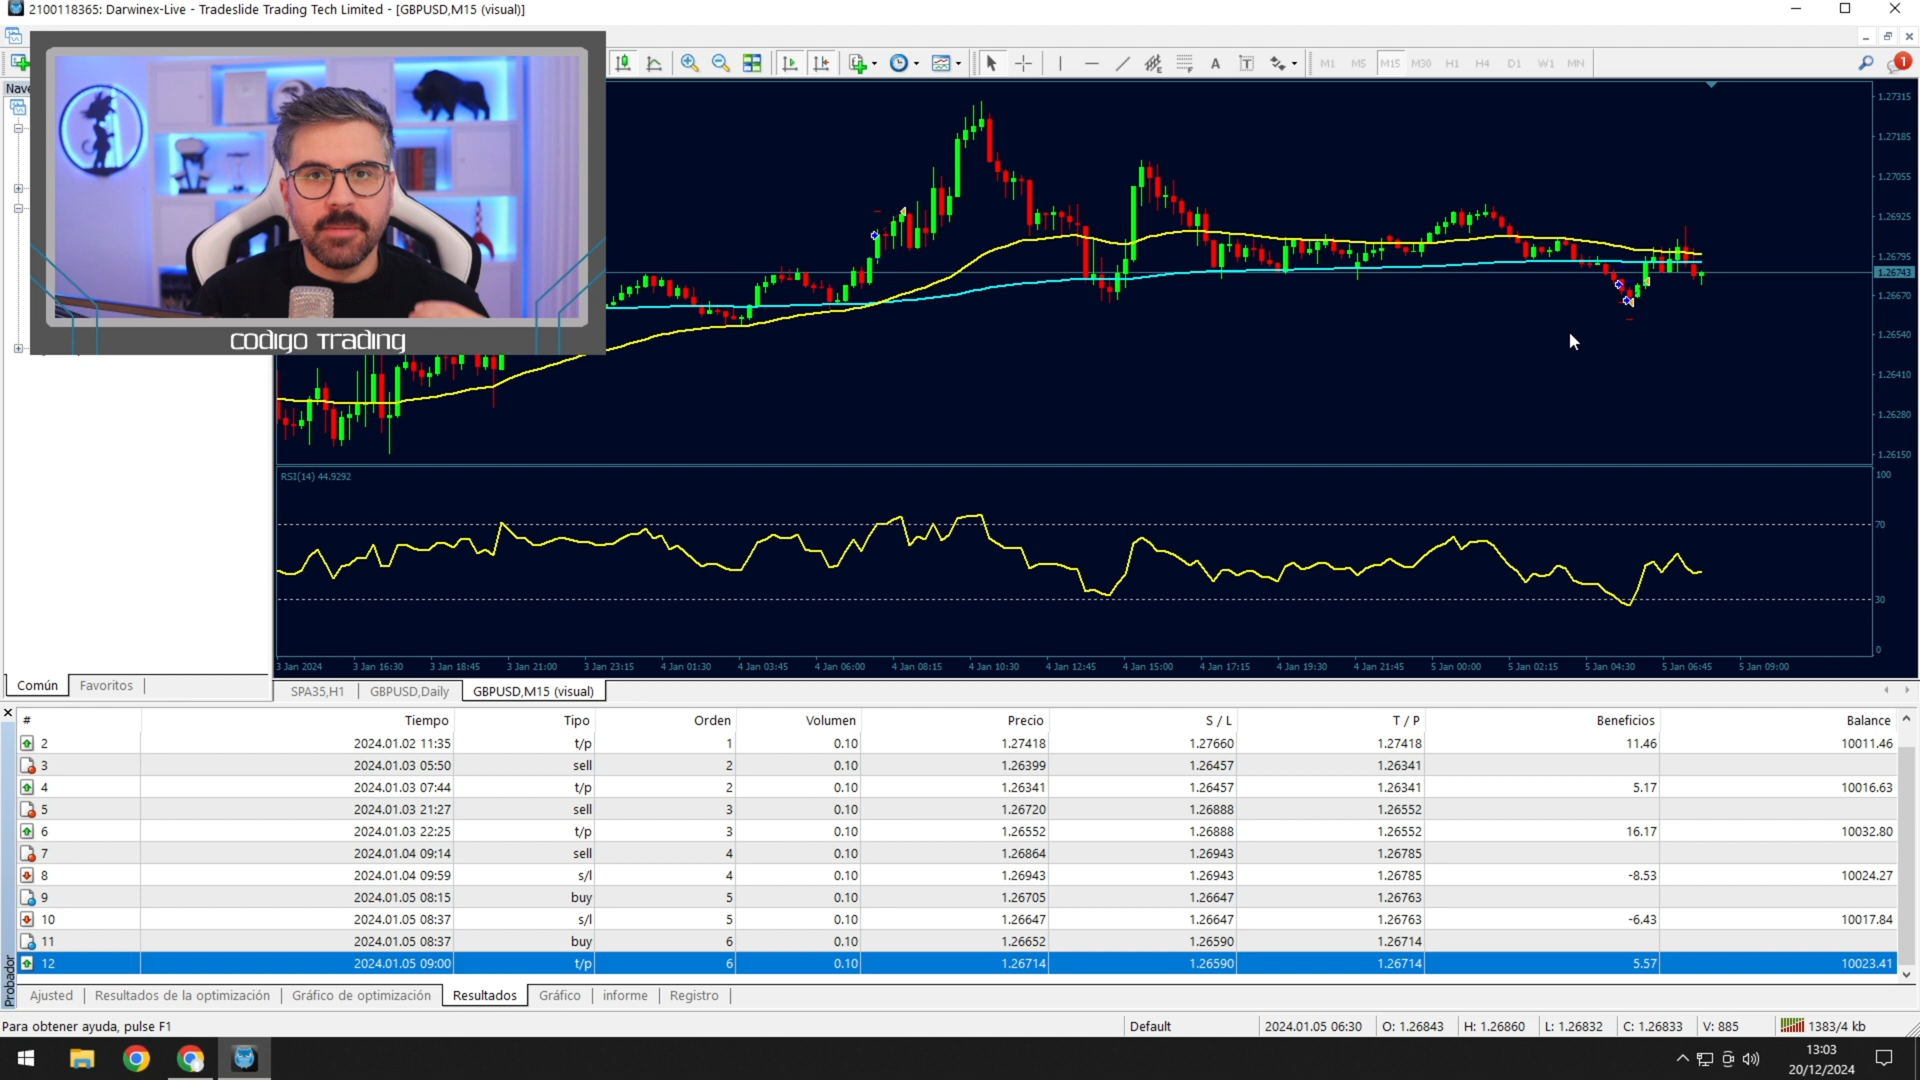 2100118365: Darwinex-Live - Tradeslide Trading Tech Limited - [GBPUSD,M15 (visual)]
M1 M5 M15 M30 H1 H4 D1 W1 MN
1
Nave
CODIGO TRADING
1.27315
1.27185
1.27055
1.26925
1.26795
1.26743
1.26670
1.26540
1.26410
1.26280
1.26150
RSI(14) 44.9292
100
70
30
0
3 Jan 2024 3 Jan 16:30 3 Jan 18:45 3 Jan 21:00 3 Jan 23:15 4 Jan 01:30 4 Jan 03:45 4 Jan 06:00 4 Jan 08:15 4 Jan 10:30 4 Jan 12:45 4 Jan 15:00 4 Jan 17:15 4 Jan 19:30 4 Jan 21:45 5 Jan 00:00 5 Jan 02:15 5 Jan 04:30 5 Jan 06:45 5 Jan 09:00
Común Favoritos
SPA35,H1 GBPUSD,Daily GBPUSD,M15 (visual)
# Tiempo Tipo Orden Volumen Precio S / L T / P Beneficios Balance
2 2024.01.02 11:35 t/p 1 0.10 1.27418 1.27660 1.27418 11.46 10011.46
3 2024.01.03 05:50 sell 2 0.10 1.26399 1.26457 1.26341
4 2024.01.03 07:44 t/p 2 0.10 1.26341 1.26457 1.26341 5.17 10016.63
5 2024.01.03 21:27 sell 3 0.10 1.26720 1.26888 1.26552
6 2024.01.03 22:25 t/p 3 0.10 1.26552 1.26888 1.26552 16.17 10032.80
7 2024.01.04 09:14 sell 4 0.10 1.26864 1.26943 1.26785
8 2024.01.04 09:59 s/l 4 0.10 1.26943 1.26943 1.26785 -8.53 10024.27
9 2024.01.05 08:15 buy 5 0.10 1.26705 1.26647 1.26763
10 2024.01.05 08:37 s/l 5 0.10 1.26647 1.26647 1.26763 -6.43 10017.84
11 2024.01.05 08:37 buy 6 0.10 1.26652 1.26590 1.26714
12 2024.01.05 09:00 t/p 6 0.10 1.26714 1.26590 1.26714 5.57 10023.41
Probador
Ajusted Resultados de la optimización Gráfico de optimización Resultados Gráfico informe Registro
Para obtener ayuda, pulse F1 Default 2024.01.05 06:30 O: 1.26843 H: 1.26860 L: 1.26832 C: 1.26833 V: 885 1383/4 kb
13:03
20/12/2024